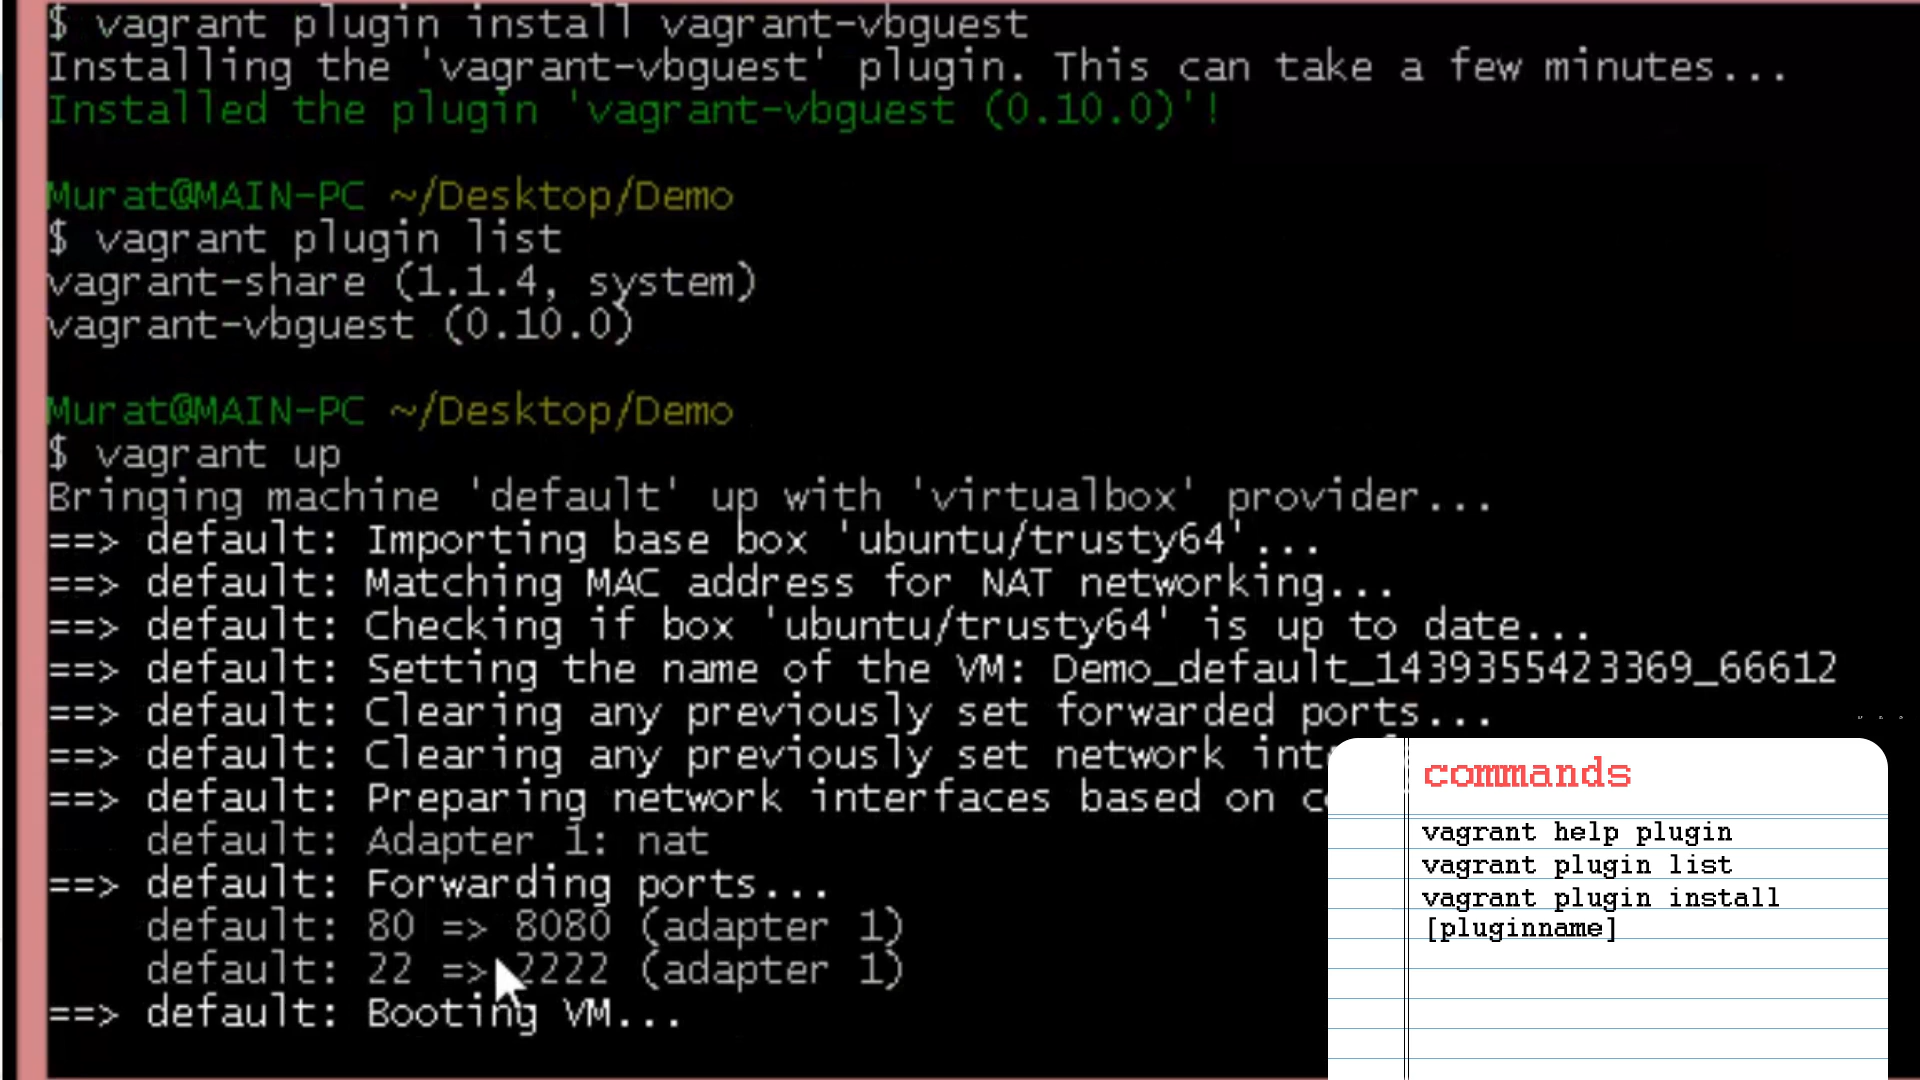 $ vagrant plugin install vagrant-vbguest
Installing the 'vagrant-vbguest' plugin. This can take a few minutes...
Installed the plugin 'vagrant-vbguest (0.10.0)'!
Murat@MAIN-PC ~/Desktop/Demo
$ vagrant plugin list
vagrant-share (1.1.4, system)
vagrant-vbguest (0.10.0)
Murat@MAIN-PC ~/Desktop/Demo
$ vagrant up
Bringing machine 'default' up with 'virtualbox' provider...
==> default: Importing base box 'ubuntu/trusty64'...
==> default: Matching MAC address for NAT networking...
==> default: Checking if box 'ubuntu/trusty64' is up to date...
==> default: Setting the name of the VM: Demo_default_1439355423369_66612
==> default: Clearing any previously set forwarded ports...
==> default: Clearing any previously set network
==> default: Preparing network interfaces based on
default: Adapter 1: nat
==> default: Forwarding ports...
default: 80 => 8080 (adapter 1)
default: 22 => 2222 (adapter 1)
==> default: Booting VM...
commands
vagrant help plugin
vagrant plugin list
vagrant plugin install
[pluginname]